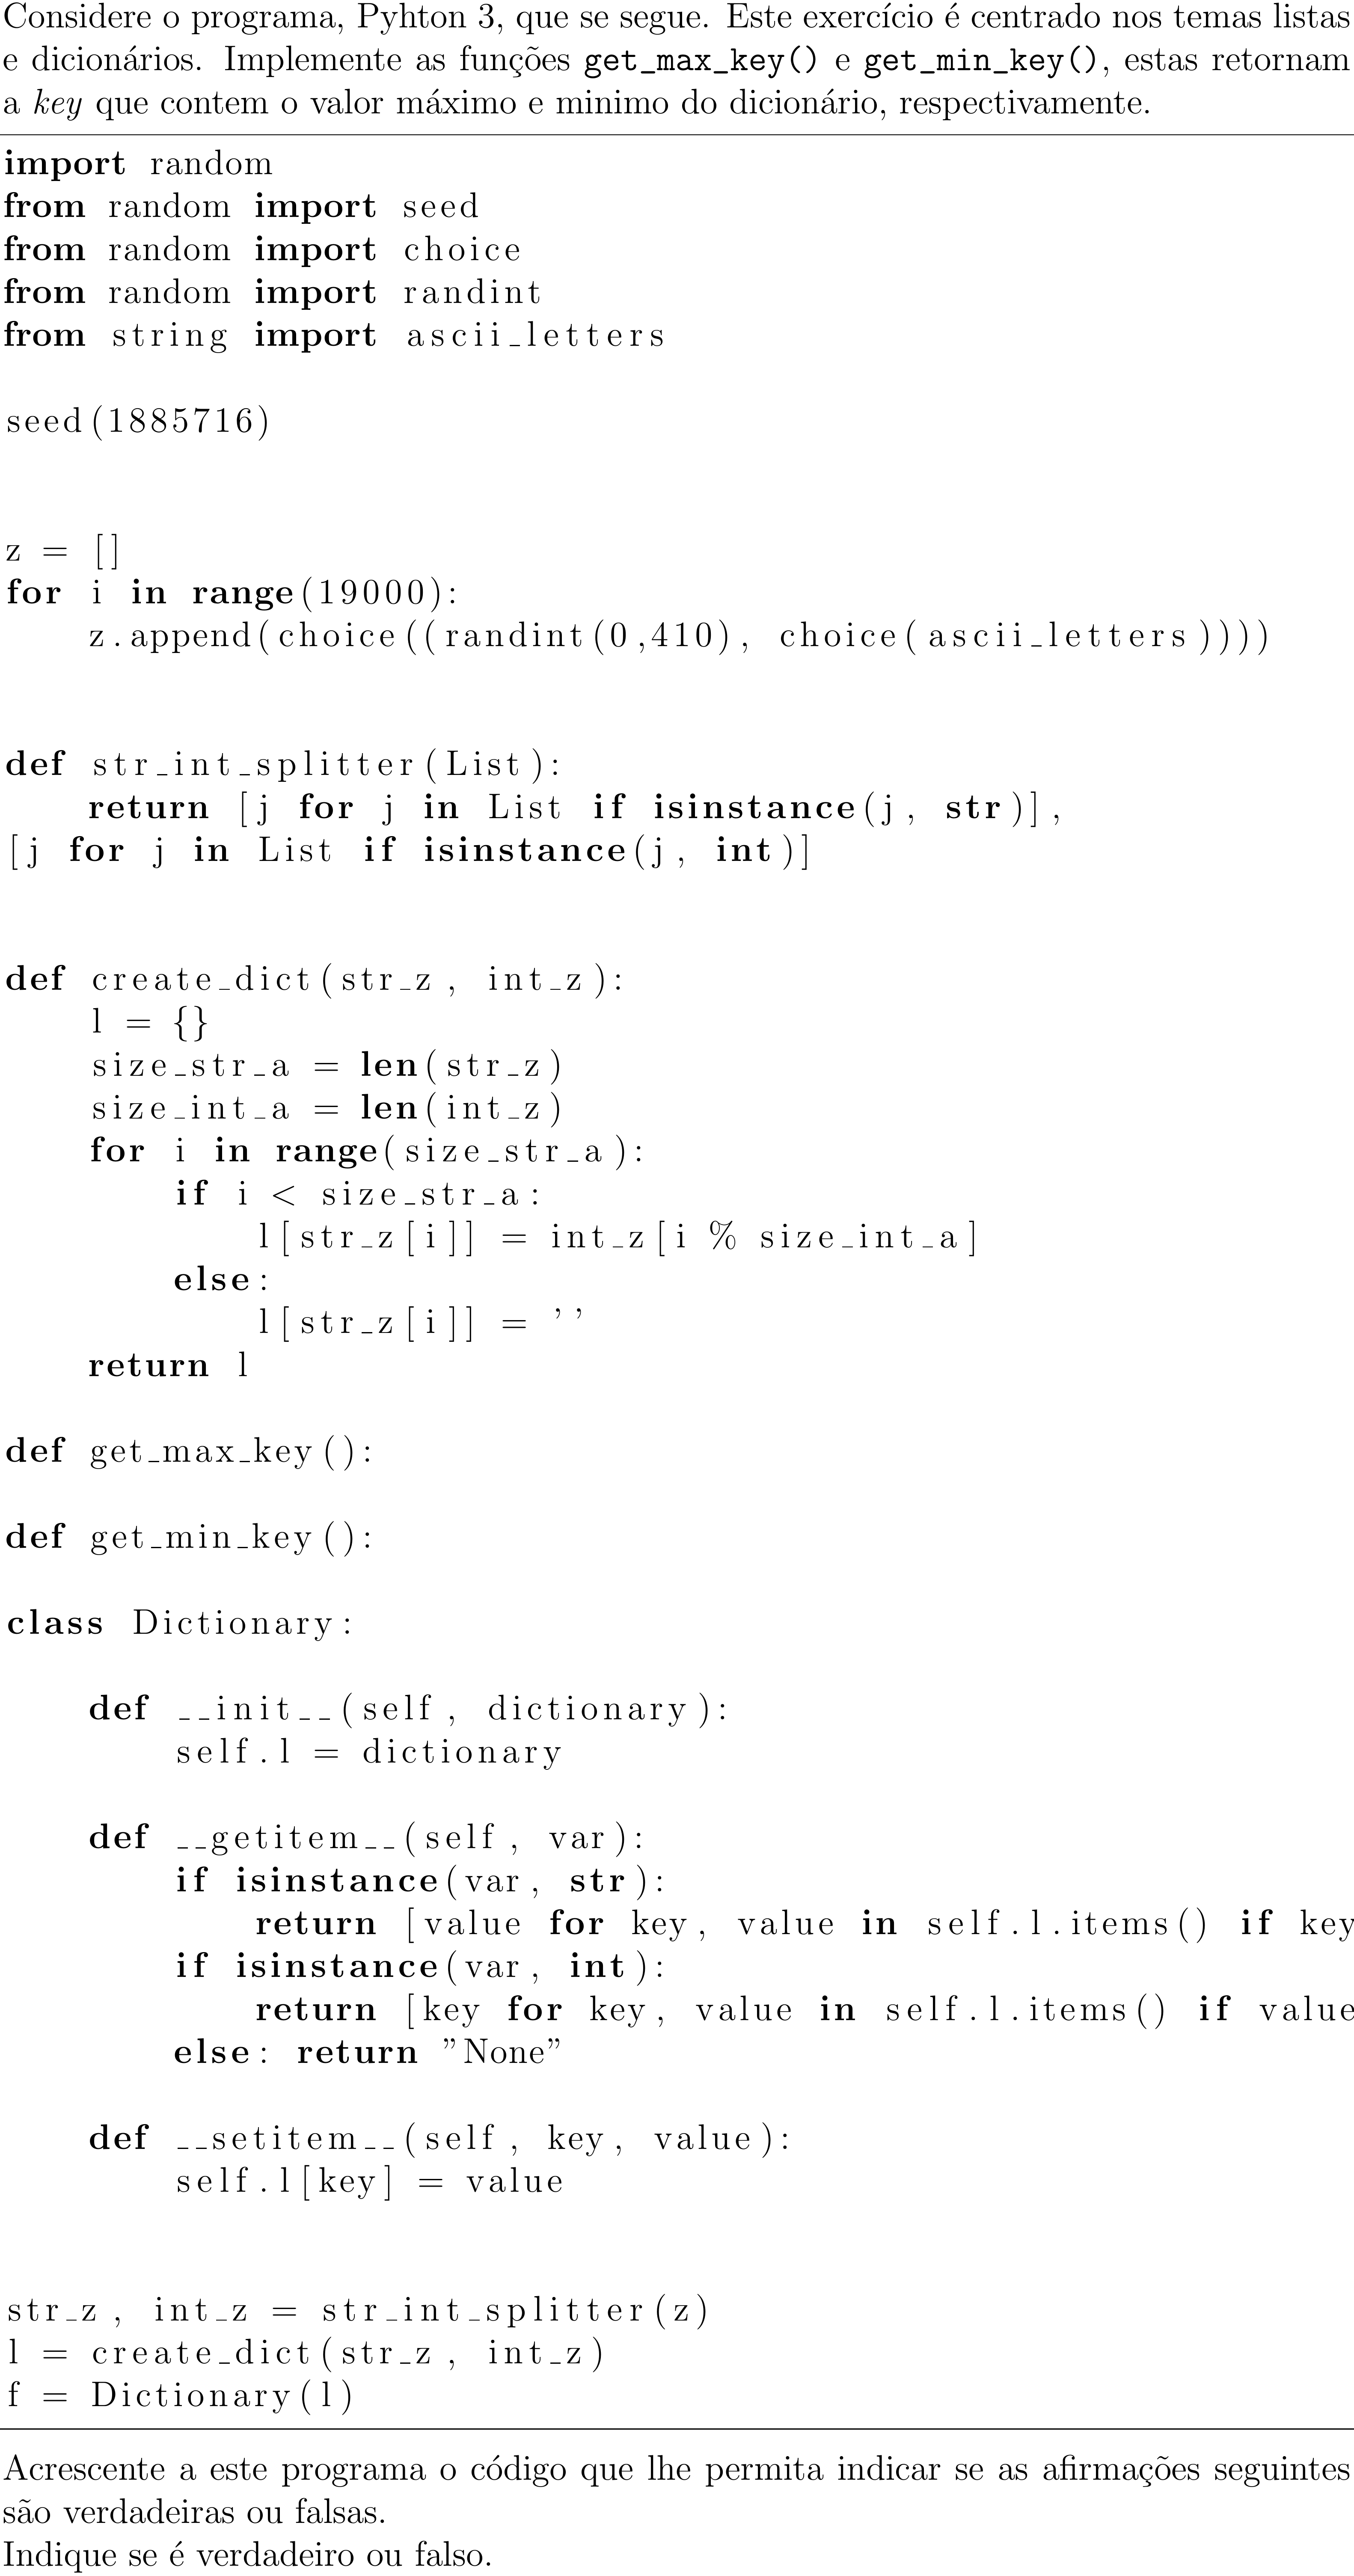 Considere o programa, Pyhton 3, que se segue. Este exercício é centrado nos temas listas
e dicionários. Implemente as funções get_max_key() e get_min_key(), estas retornam
a key que contem o valor máximo e minimo do dicionário, respectivamente.
import random
from random import seed
from random import choice
from random import randint
from string import ascii_letters
seed(1885716)
z = []
for i in range(19000):
    z.append(choice((randint(0,410), choice(ascii_letters))))
def str_int_splitter(List):
    return [j for j in List if isinstance(j, str)],
[j for j in List if isinstance(j, int)]
def create_dict(str_z, int_z):
    l = {}
    size_str_a = len(str_z)
    size_int_a = len(int_z)
    for i in range(size_str_a):
        if i < size_str_a:
            l[str_z[i]] = int_z[i % size_int_a]
        else:
            l[str_z[i]] = ''
    return l
def get_max_key():
def get_min_key():
class Dictionary:
    def __init__(self, dictionary):
        self.l = dictionary
    def __getitem__(self, var):
        if isinstance(var, str):
            return [value for key, value in self.l.items() if key
        if isinstance(var, int):
            return [key for key, value in self.l.items() if value
        else: return "None"
    def __setitem__(self, key, value):
        self.l[key] = value
str_z, int_z = str_int_splitter(z)
l = create_dict(str_z, int_z)
f = Dictionary(l)
Acrescente a este programa o código que lhe permita indicar se as afirmações seguintes
são verdadeiras ou falsas.
Indique se é verdadeiro ou falso.